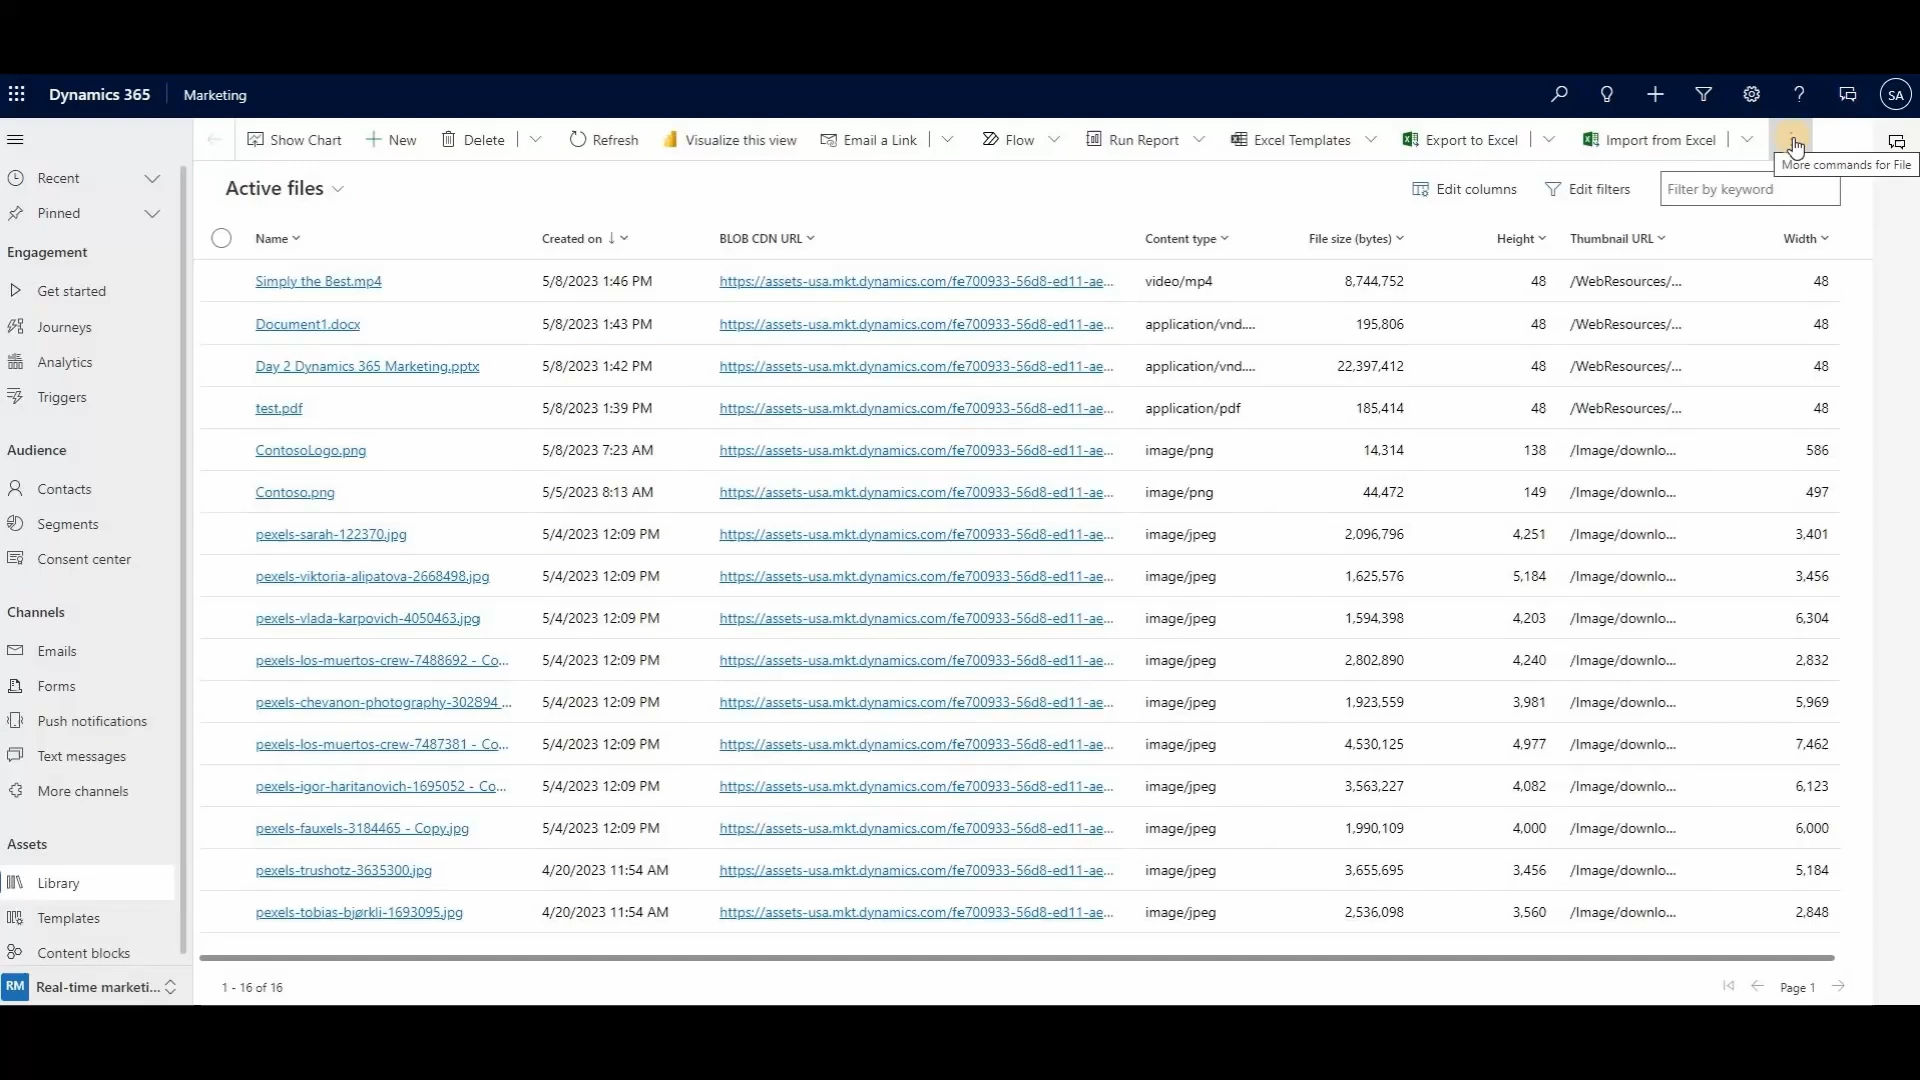 Dynamics 365 Marketing SA
Show Chart New Delete Refresh Visualize this view Email a Link Flow Run Report Excel Templates Export to Excel Import from Excel
More commands for File
Active files Edit columns Edit filters Filter by keyword
Recent
Pinned
Engagement
Get started
Journeys
Analytics
Triggers
Audience
Contacts
Segments
Consent center
Channels
Emails
Forms
Push notifications
Text messages
More channels
Assets
Library
Templates
Content blocks
RM Real-time marketi...
Name Created on ↓ BLOB CDN URL Content type File size (bytes) Height Thumbnail URL Width
Simply the Best.mp4 5/8/2023 1:46 PM https://assets-usa.mkt.dynamics.com/fe700933-56d8-ed11-ae... video/mp4 8,744,752 48 /WebResources/... 48
Document1.docx 5/8/2023 1:43 PM https://assets-usa.mkt.dynamics.com/fe700933-56d8-ed11-ae... application/vnd.... 195,806 48 /WebResources/... 48
Day 2 Dynamics 365 Marketing.pptx 5/8/2023 1:42 PM https://assets-usa.mkt.dynamics.com/fe700933-56d8-ed11-ae... application/vnd.... 22,397,412 48 /WebResources/... 48
test.pdf 5/8/2023 1:39 PM https://assets-usa.mkt.dynamics.com/fe700933-56d8-ed11-ae... application/pdf 185,414 48 /WebResources/... 48
ContosoLogo.png 5/8/2023 7:23 AM https://assets-usa.mkt.dynamics.com/fe700933-56d8-ed11-ae... image/png 14,314 138 /Image/downlo... 586
Contoso.png 5/5/2023 8:13 AM https://assets-usa.mkt.dynamics.com/fe700933-56d8-ed11-ae... image/png 44,472 149 /Image/downlo... 497
pexels-sarah-122370.jpg 5/4/2023 12:09 PM https://assets-usa.mkt.dynamics.com/fe700933-56d8-ed11-ae... image/jpeg 2,096,796 4,251 /Image/downlo... 3,401
pexels-viktoria-alipatova-2668498.jpg 5/4/2023 12:09 PM https://assets-usa.mkt.dynamics.com/fe700933-56d8-ed11-ae... image/jpeg 1,625,576 5,184 /Image/downlo... 3,456
pexels-vlada-karpovich-4050463.jpg 5/4/2023 12:09 PM https://assets-usa.mkt.dynamics.com/fe700933-56d8-ed11-ae... image/jpeg 1,594,398 4,203 /Image/downlo... 6,304
pexels-los-muertos-crew-7488692 - Co... 5/4/2023 12:09 PM https://assets-usa.mkt.dynamics.com/fe700933-56d8-ed11-ae... image/jpeg 2,802,890 4,240 /Image/downlo... 2,832
pexels-chevanon-photography-302894_... 5/4/2023 12:09 PM https://assets-usa.mkt.dynamics.com/fe700933-56d8-ed11-ae... image/jpeg 1,923,559 3,981 /Image/downlo... 5,969
pexels-los-muertos-crew-7487381 - Co... 5/4/2023 12:09 PM https://assets-usa.mkt.dynamics.com/fe700933-56d8-ed11-ae... image/jpeg 4,530,125 4,977 /Image/downlo... 7,462
pexels-igor-haritanovich-1695052 - Co... 5/4/2023 12:09 PM https://assets-usa.mkt.dynamics.com/fe700933-56d8-ed11-ae... image/jpeg 3,563,227 4,082 /Image/downlo... 6,123
pexels-fauxels-3184465 - Copy.jpg 5/4/2023 12:09 PM https://assets-usa.mkt.dynamics.com/fe700933-56d8-ed11-ae... image/jpeg 1,990,109 4,000 /Image/downlo... 6,000
pexels-trushotz-3635300.jpg 4/20/2023 11:54 AM https://assets-usa.mkt.dynamics.com/fe700933-56d8-ed11-ae... image/jpeg 3,655,695 3,456 /Image/downlo... 5,184
pexels-tobias-bjørkli-1693095.jpg 4/20/2023 11:54 AM https://assets-usa.mkt.dynamics.com/fe700933-56d8-ed11-ae... image/jpeg 2,536,098 3,560 /Image/downlo... 2,848
1 - 16 of 16 Page 1